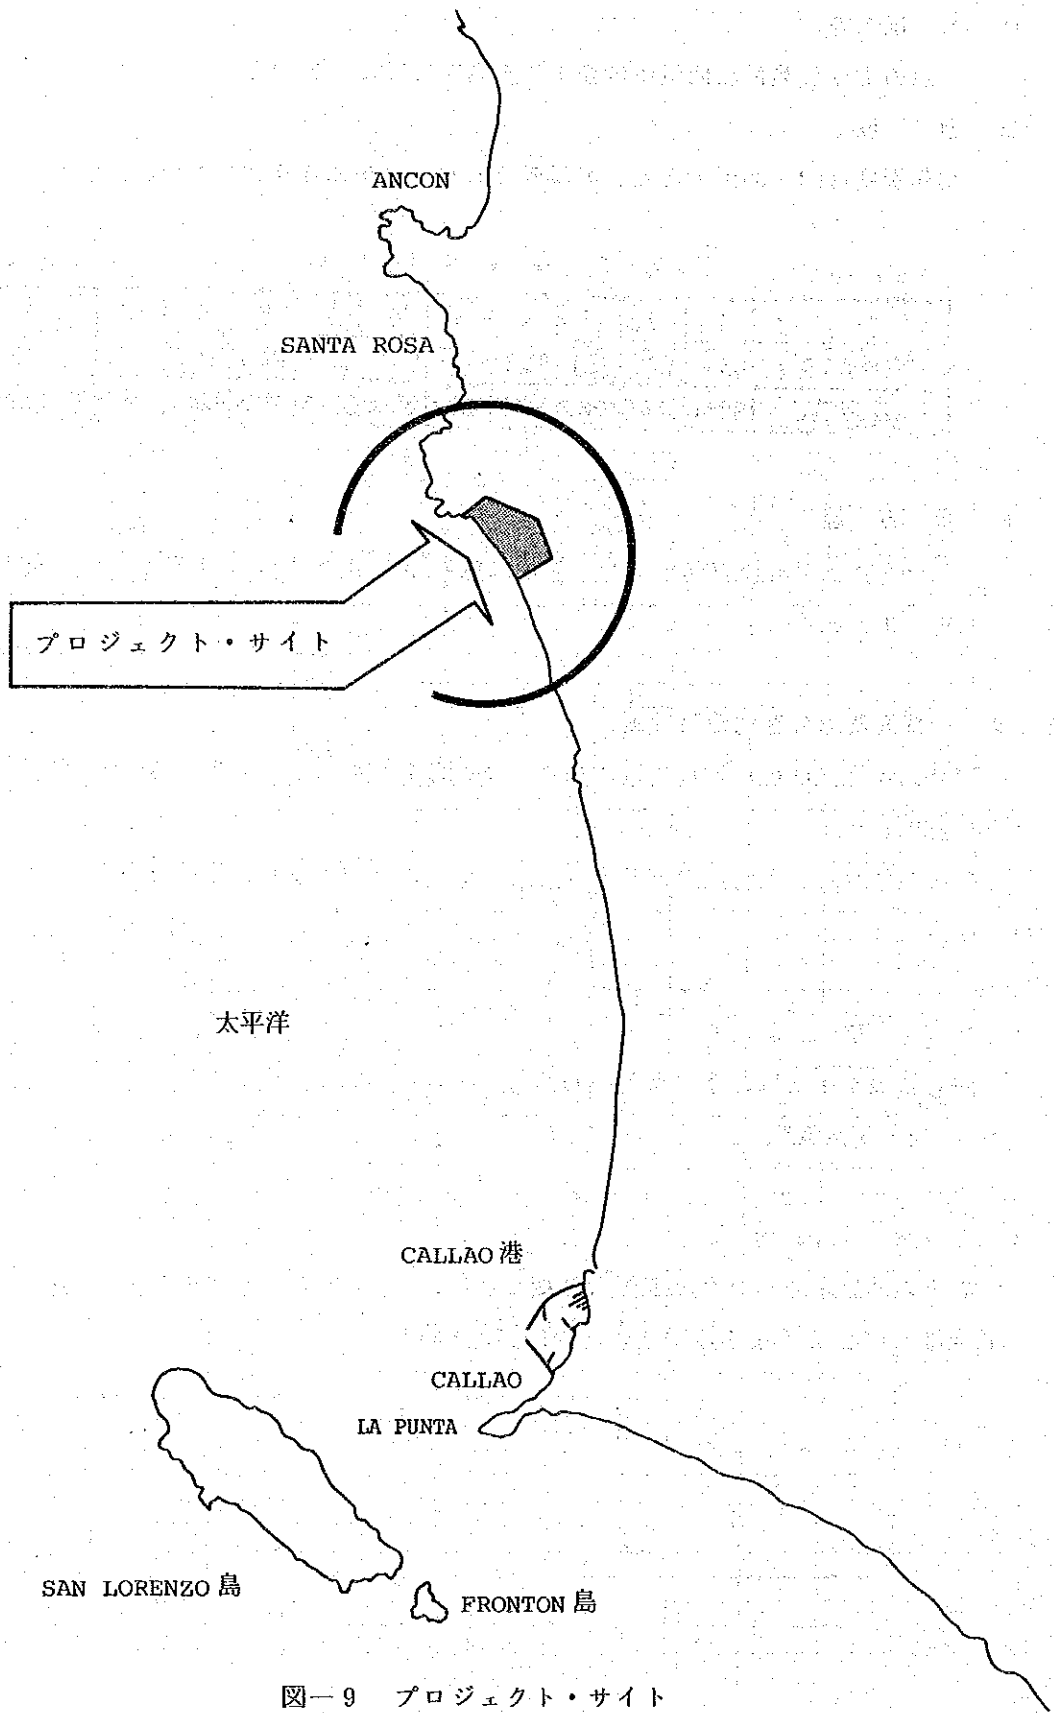 ANCON
SANTA ROSA
プロジェクト・サイト
太平洋
CALLAO港
CALLAO
LA PUNTA
SAN LORENZO島
FRONTON島
図―9 プロジェクト・サイト